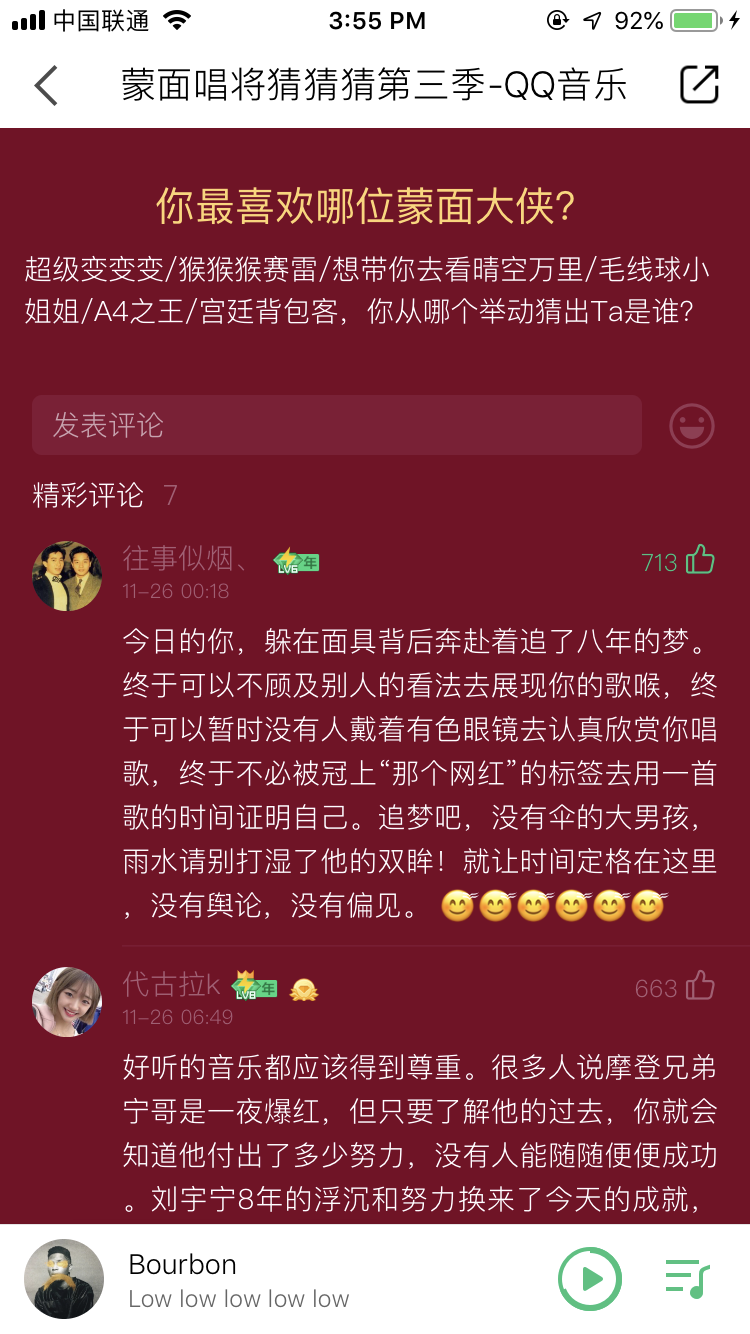 中国联通
3:55 PM
92%
蒙面唱将猜猜猜第三季-QQ音乐
你最喜欢哪位蒙面大侠？
超级变变变/猴猴猴赛雷/想带你去看晴空万里/毛线球小
姐姐/A4之王/宫廷背包客，你从哪个举动猜出Ta是谁？
发表评论
精彩评论 7
往事似烟、 LV6 年
713
11-26 00:18
今日的你，躲在面具背后奔赴着追了八年的梦。
终于可以不顾及别人的看法去展现你的歌喉，终
于可以暂时没有人戴着有色眼镜去认真欣赏你唱
歌，终于不必被冠上“那个网红”的标签去用一首
歌的时间证明自己。追梦吧，没有伞的大男孩，
雨水请别打湿了他的双眸！就让时间定格在这里
，没有舆论，没有偏见。😊😊😊😊😊😊
代古拉k LV8 年
663
11-26 06:49
好听的音乐都应该得到尊重。很多人说摩登兄弟
宁哥是一夜爆红，但只要了解他的过去，你就会
知道他付出了多少努力，没有人能随随便便成功
。刘宇宁8年的浮沉和努力换来了今天的成就，
Bourbon
Low low low low low